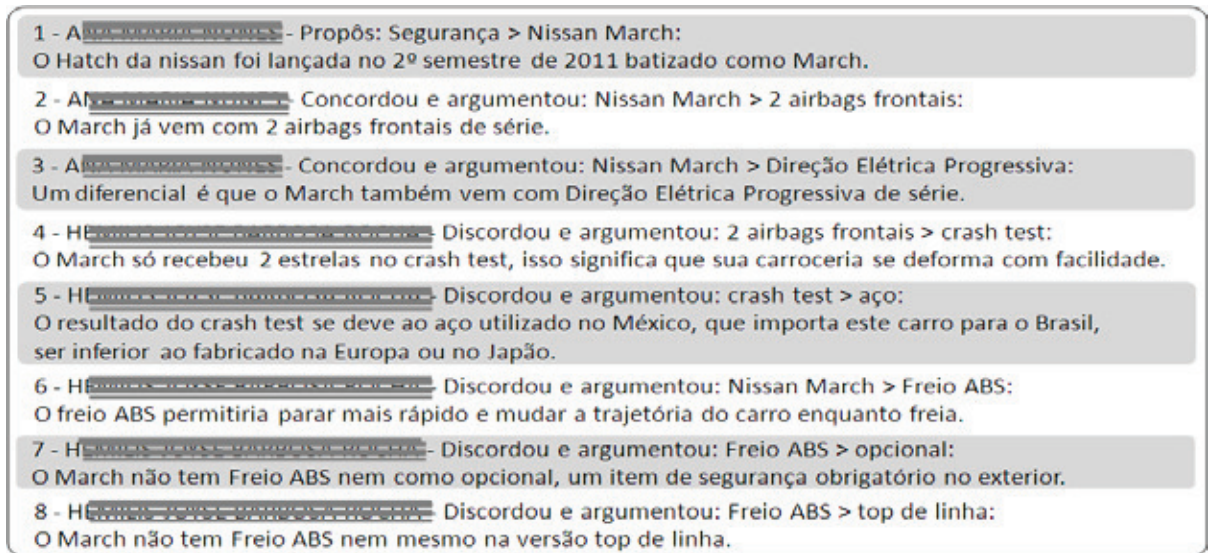 1 - A - Propôs: Segurança > Nissan March:
O Hatch da nissan foi lançada no 2º semestre de 2011 batizado como March.
2 - A - Concordou e argumentou: Nissan March > 2 airbags frontais:
O March já vem com 2 airbags frontais de série.
3 - A - Concordou e argumentou: Nissan March > Direção Elétrica Progressiva:
Um diferencial é que o March também vem com Direção Elétrica Progressiva de série.
4 - H - Discordou e argumentou: 2 airbags frontais > crash test:
O March só recebeu 2 estrelas no crash test, isso significa que sua carroceria se deforma com facilidade.
5 - H - Discordou e argumentou: crash test > aço:
O resultado do crash test se deve ao aço utilizado no México, que importa este carro para o Brasil,
ser inferior ao fabricado na Europa ou no Japão.
6 - H - Discordou e argumentou: Nissan March > Freio ABS:
O freio ABS permitiria parar mais rápido e mudar a trajetória do carro enquanto freia.
7 - H - Discordou e argumentou: Freio ABS > opcional:
O March não tem Freio ABS nem como opcional, um item de segurança obrigatório no exterior.
8 - H - Discordou e argumentou: Freio ABS > top de linha:
O March não tem Freio ABS nem mesmo na versão top de linha.